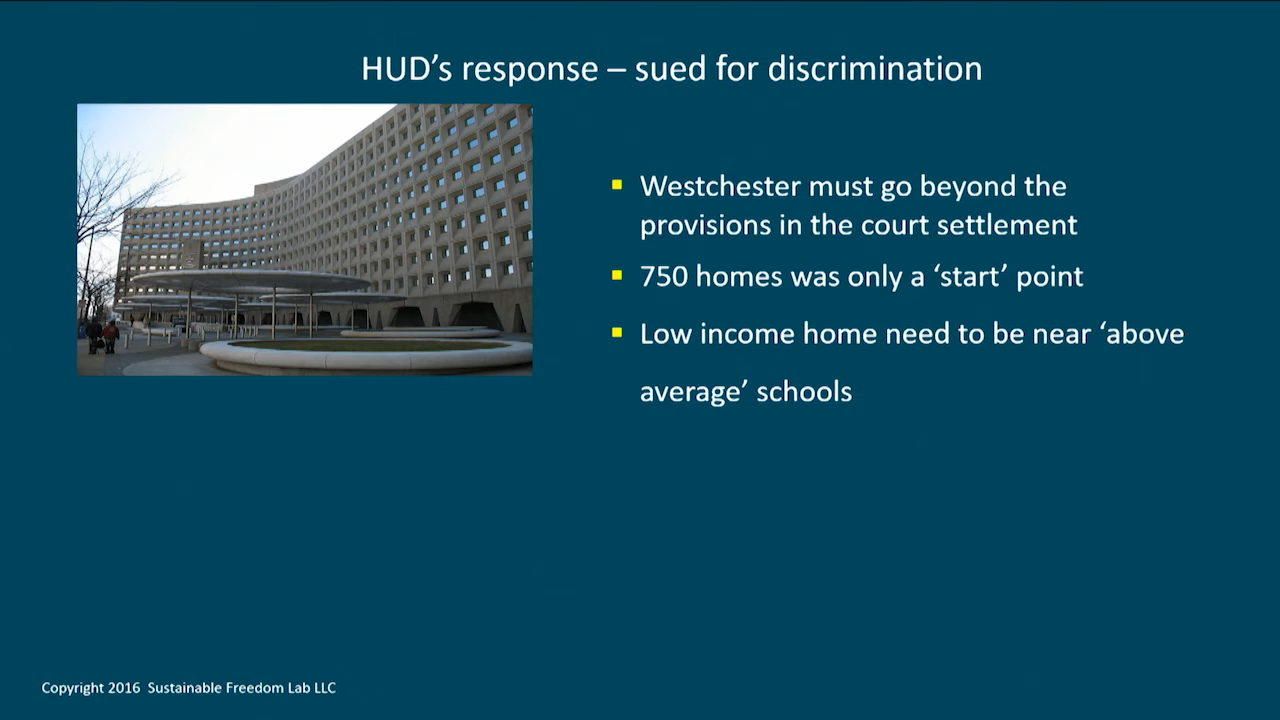 HUD’s response – sued for discrimination
Westchester must go beyond the
provisions in the court settlement
750 homes was only a ‘start’ point
Low income home need to be near ‘above
average’ schools
Copyright 2016 Sustainable Freedom Lab LLC